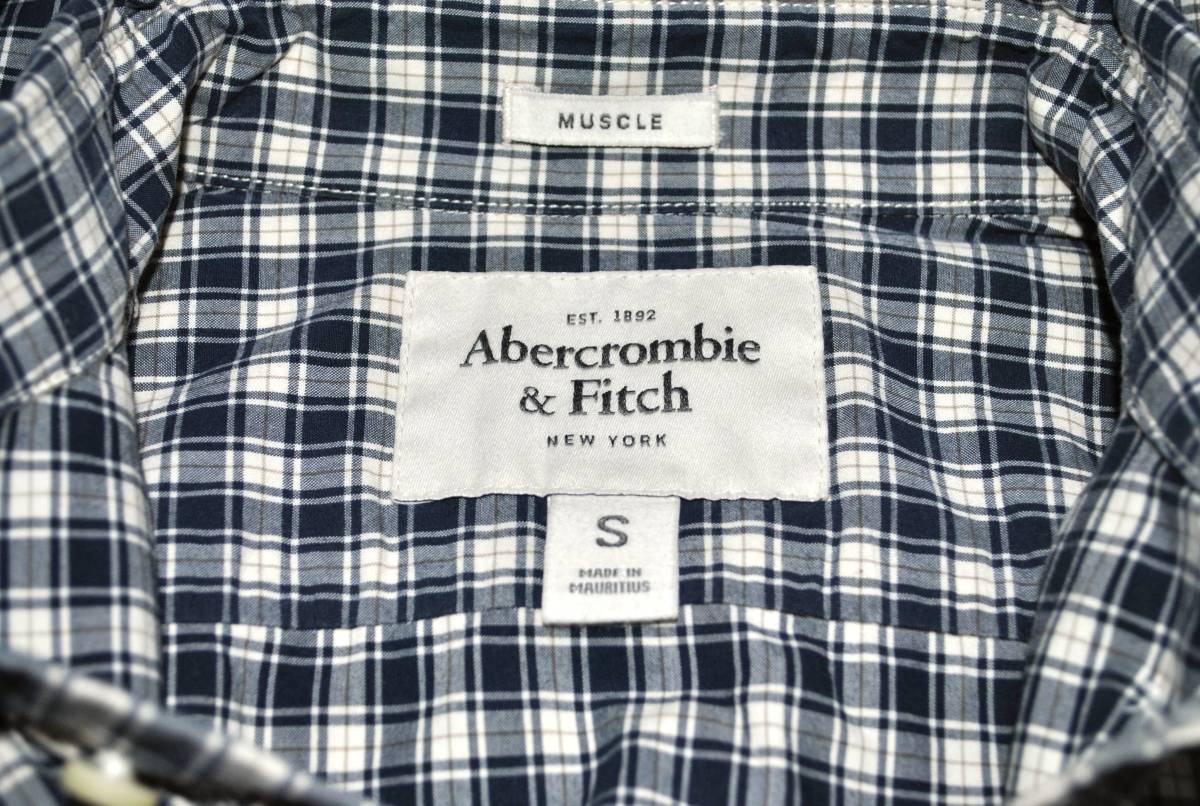 MUSCLE
EST. 1892
Abercrombie
& Fitch
NEW YORK
S
MADE IN
MAURITIUS